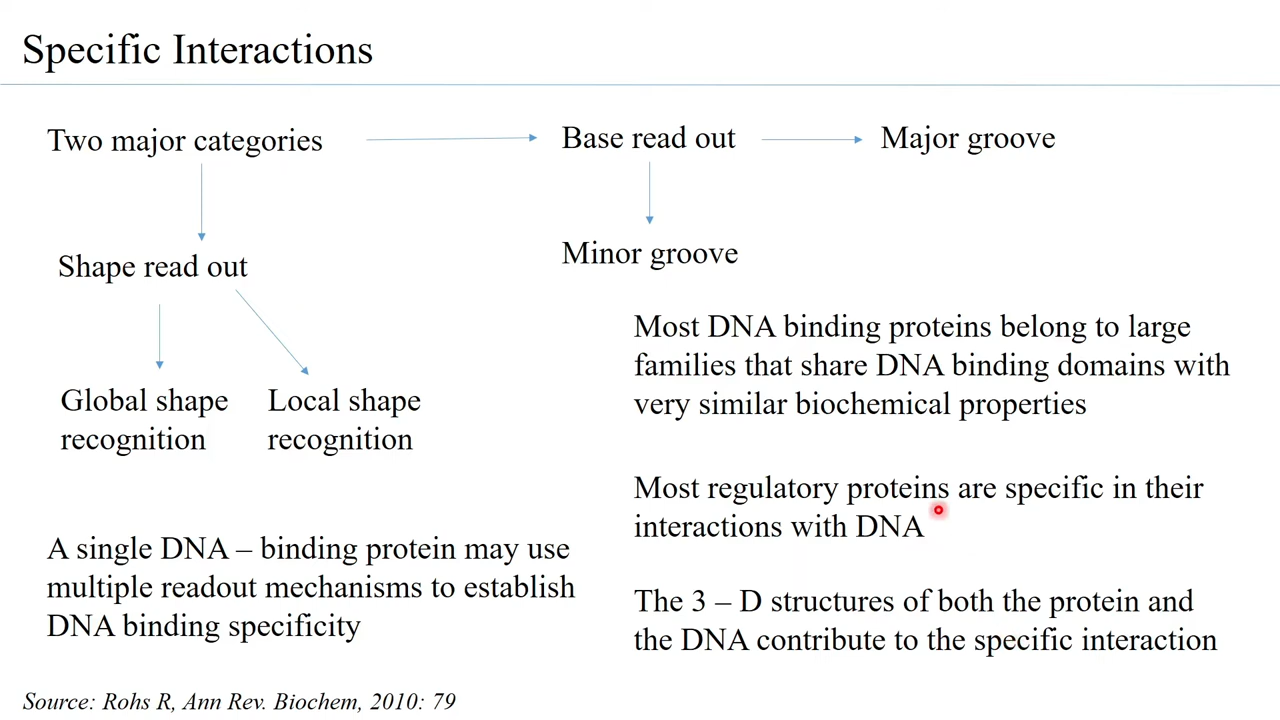 Specific Interactions
Two major categories
Base read out
Major groove
Minor groove
Shape read out
Global shape
recognition
Local shape
recognition
Most DNA binding proteins belong to large
families that share DNA binding domains with
very similar biochemical properties
Most regulatory proteins are specific in their
interactions with DNA
A single DNA – binding protein may use
multiple readout mechanisms to establish
DNA binding specificity
The 3 – D structures of both the protein and
the DNA contribute to the specific interaction
Source: Rohs R, Ann Rev. Biochem, 2010: 79